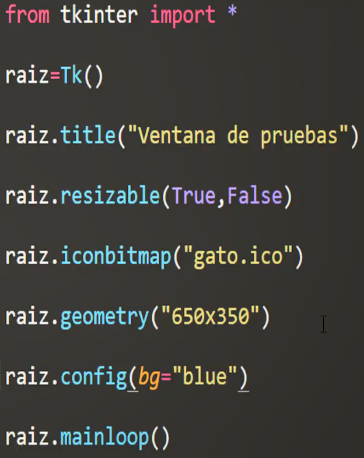 from tkinter import *
raiz=Tk()
raiz.title("Ventana de pruebas")
raiz.resizable(True,False)
raiz.iconbitmap("gato.ico")
raiz.geometry("650x350")
raiz.config(bg="blue")
raiz.mainloop()